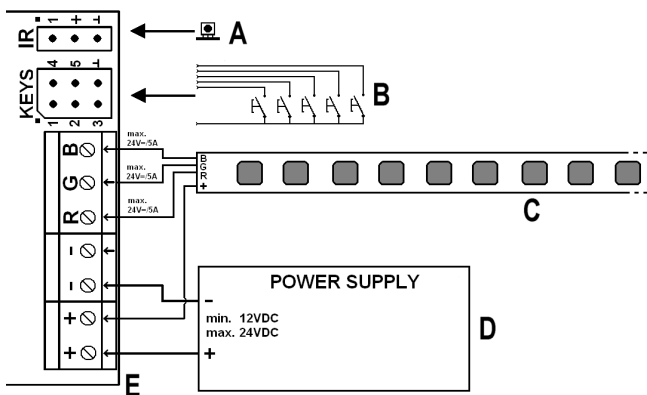 IR
1 + ⊥
A
KEYS
4 5 ⊥
1 2 3
B
B
max.
24V=/5A
G
max.
24V=/5A
R
max.
24V=/5A
B
G
R
+
C
-
-
+
+
POWER SUPPLY
-
min. 12VDC
max. 24VDC
+
D
E